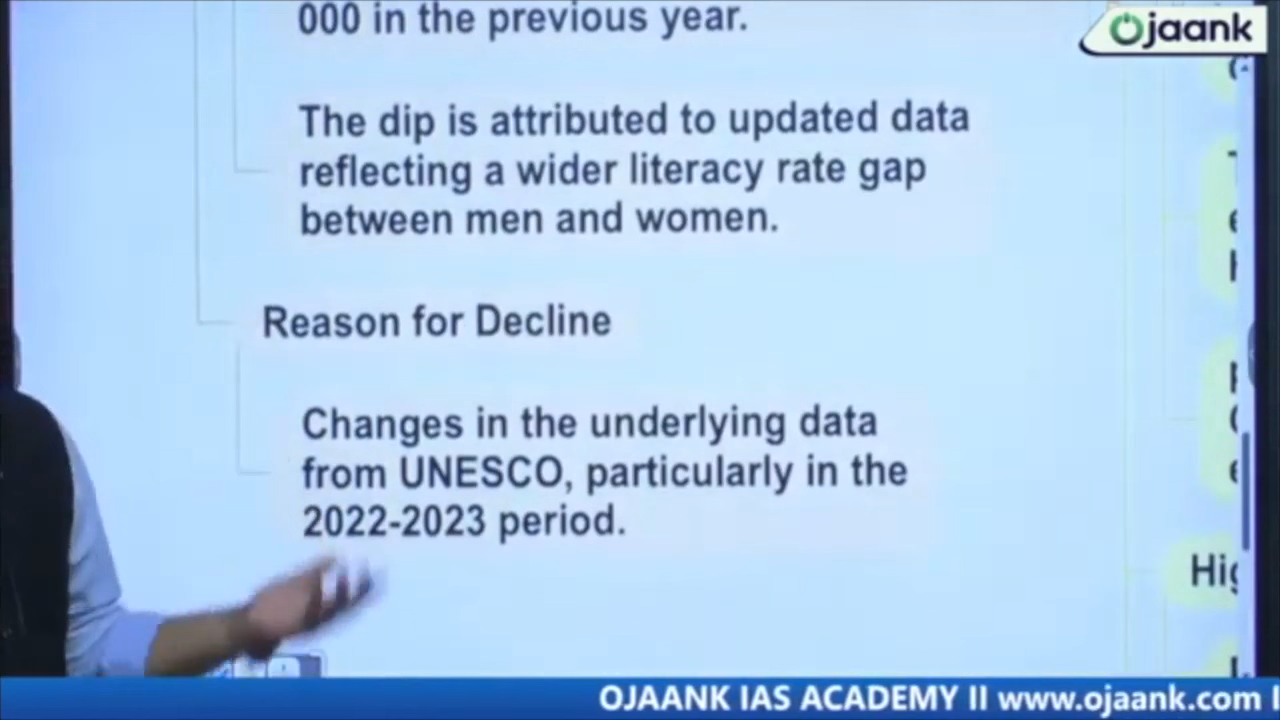 000 in the previous year.
Ojaank
The dip is attributed to updated data
reflecting a wider literacy rate gap
between men and women.
Reason for Decline
Changes in the underlying data
from UNESCO, particularly in the
2022-2023 period.
OJAANK IAS ACADEMY II www.ojaank.com